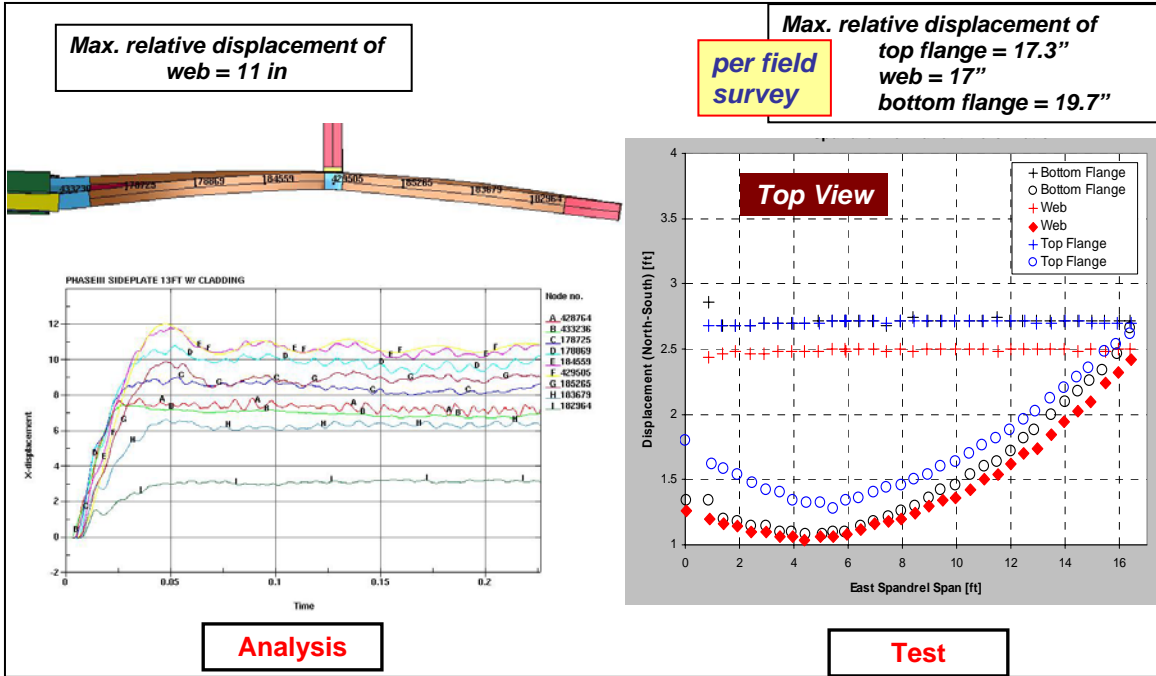 Max. relative displacement of
web = 11 in
433236
178725
178869
184559
429505
185265
183679
182964
PHASEIII SIDEPLATE 13FT W/ CLADDING
Node no.
A 428764
B 433236
C 178725
D 178869
E 184559
F 429505
G 185265
H 183679
I 182964
X-displacement
12
10
8
6
4
2
0
-2
0
0.05
0.1
0.15
0.2
Time
Analysis
per field
survey
Max. relative displacement of
top flange = 17.3”
web = 17”
bottom flange = 19.7”
Top View
Bottom Flange
Bottom Flange
Web
Web
Top Flange
Top Flange
Displacement (North-South) [ft]
4
3.5
3
2.5
2
1.5
1
0
2
4
6
8
10
12
14
16
East Spandrel Span [ft]
Test